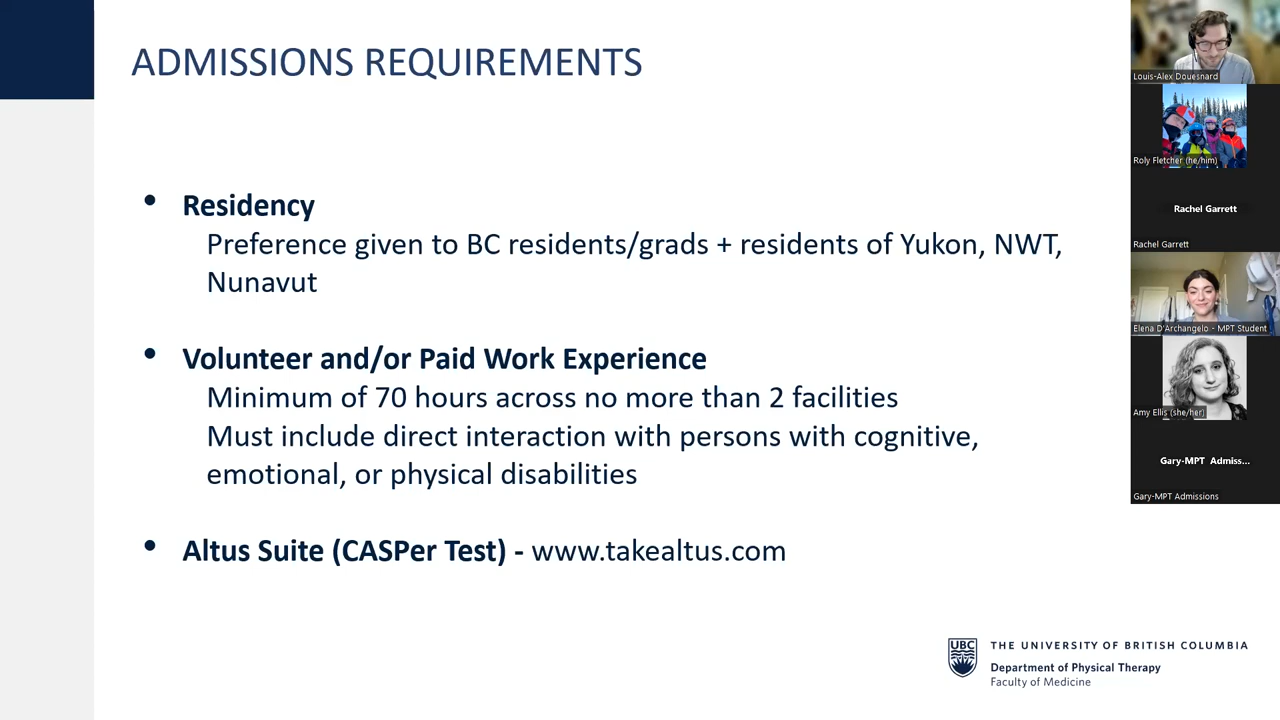 ADMISSIONS REQUIREMENTS
• Residency
Preference given to BC residents/grads + residents of Yukon, NWT,
Nunavut
• Volunteer and/or Paid Work Experience
Minimum of 70 hours across no more than 2 facilities
Must include direct interaction with persons with cognitive,
emotional, or physical disabilities
• Altus Suite (CASPer Test) - www.takealtus.com
UBC
THE UNIVERSITY OF BRITISH COLUMBIA
Department of Physical Therapy
Faculty of Medicine
Louis-Alex Douesnard
Roly Fletcher (he/him)
Rachel Garrett
Rachel Garrett
Elena D'Archangelo - MPT Student
Amy Ellis (she/her)
Gary-MPT Admiss...
Gary-MPT Admissions